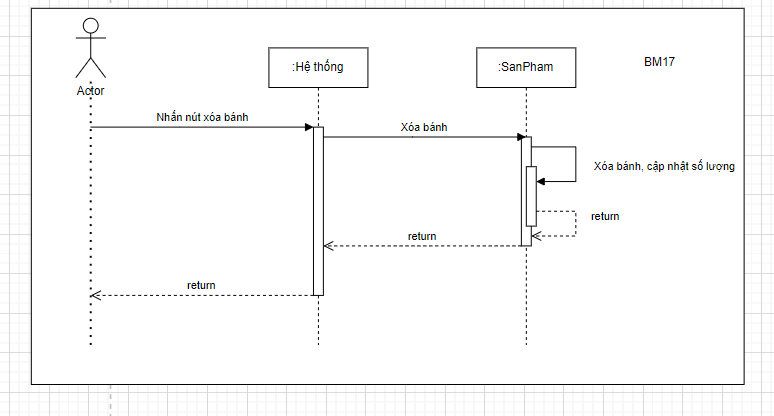 :Hệ thống
:SanPham
BM17
Actor
Nhấn nút xóa bánh
Xóa bánh
Xóa bánh, cập nhật số lượng
return
return
return